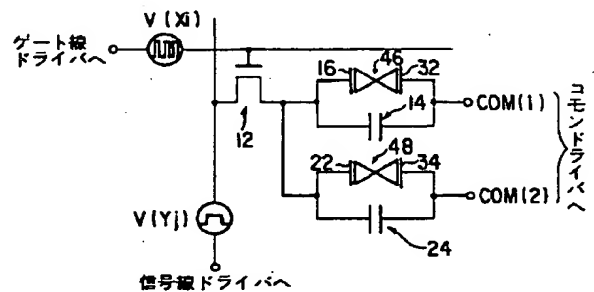 V(Xi)
ゲート線
ドライバへ
16
46
32
14
COM(1)
12
22
48
34
COM(2)
24
コモンドライバへ
V(Yj)
信号線ドライバへ